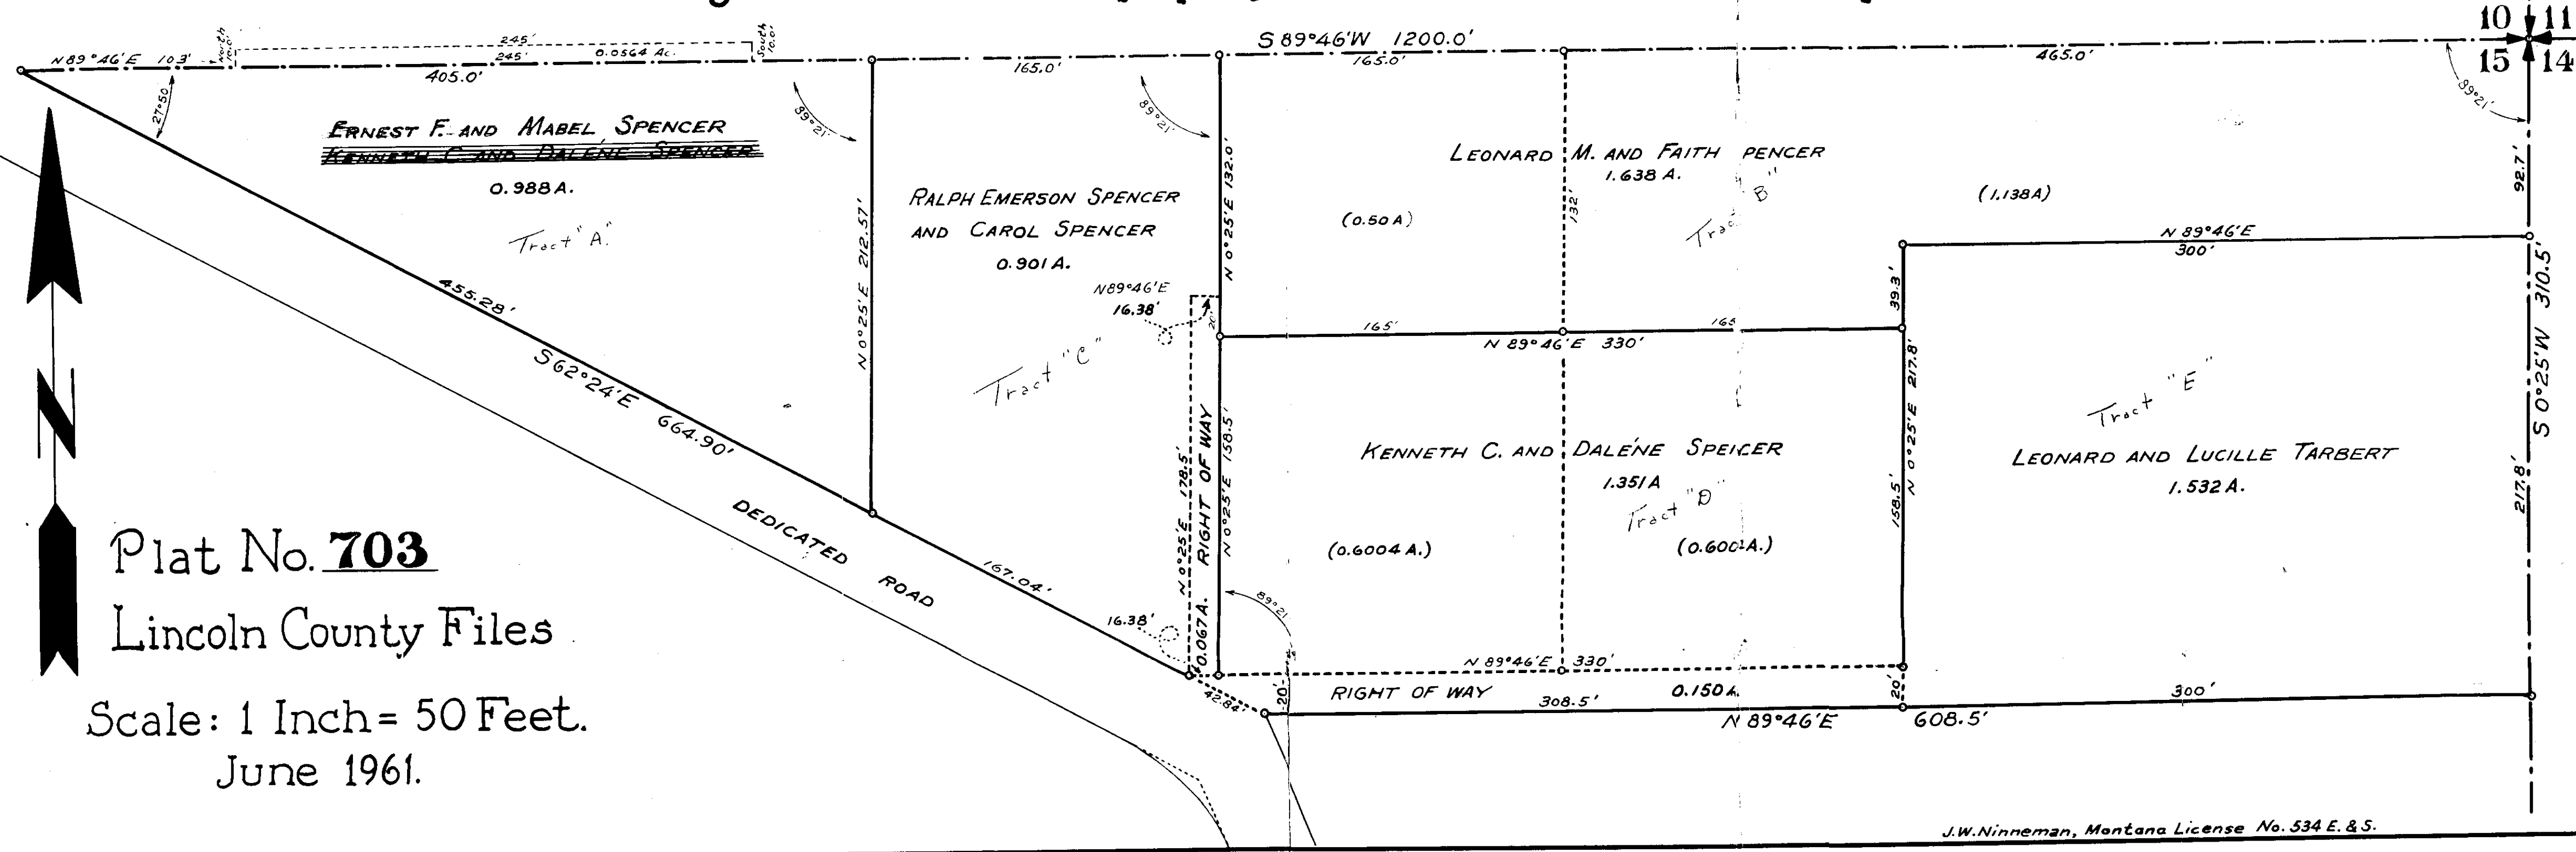 10 11
15 14
S 89°46'W 1200.0'
N 89°46'E 103'
North 10.0'
245'
245'
0.0564 Ac.
South 10.0'
405.0'
165.0'
165.0'
465.0'
27°50'
89°21'
89°21'
89°21'
ERNEST F. AND MABEL SPENCER
KENNETH C AND DALENE SPENCER
0.988 A.
Tract "A"
N 0°25'E 212.57'
RALPH EMERSON SPENCER
AND CAROL SPENCER
0.901 A.
N 0°25'E 132.0'
LEONARD M. AND FAITH PENCER
1.638 A.
Tract B"
132'
(0.50 A)
(1.138A)
92.7'
N 89°46'E
300'
39.3'
S 0°25'W 310.5'
N89°46'E
16.38'
20'
Tract "C"
165'
165
N 89°46'E 330'
455.28'
S 62°24'E 664.90'
N 0°25'E 217.8'
Tract "E"
LEONARD AND LUCILLE TARBERT
1.532 A.
217.8'
KENNETH C. AND DALENE SPENCER
1.351A
Tract "D"
158.5'
(0.6004 A.)
N 0°25'E 178.5'
RIGHT OF WAY
0.067 A.
N 0°25'E 158.5'
DEDICATED ROAD
167.04'
89°21'
16.38'
42.84'
20'
N 89°46'E 330'
RIGHT OF WAY 0.150 A.
20'
308.5'
300'
N 89°46'E 608.5'
N
Plat No. 703
Lincoln County Files
Scale: 1 Inch = 50 Feet.
June 1961.
J.W. Ninneman, Montana License No. 534 E. & S.